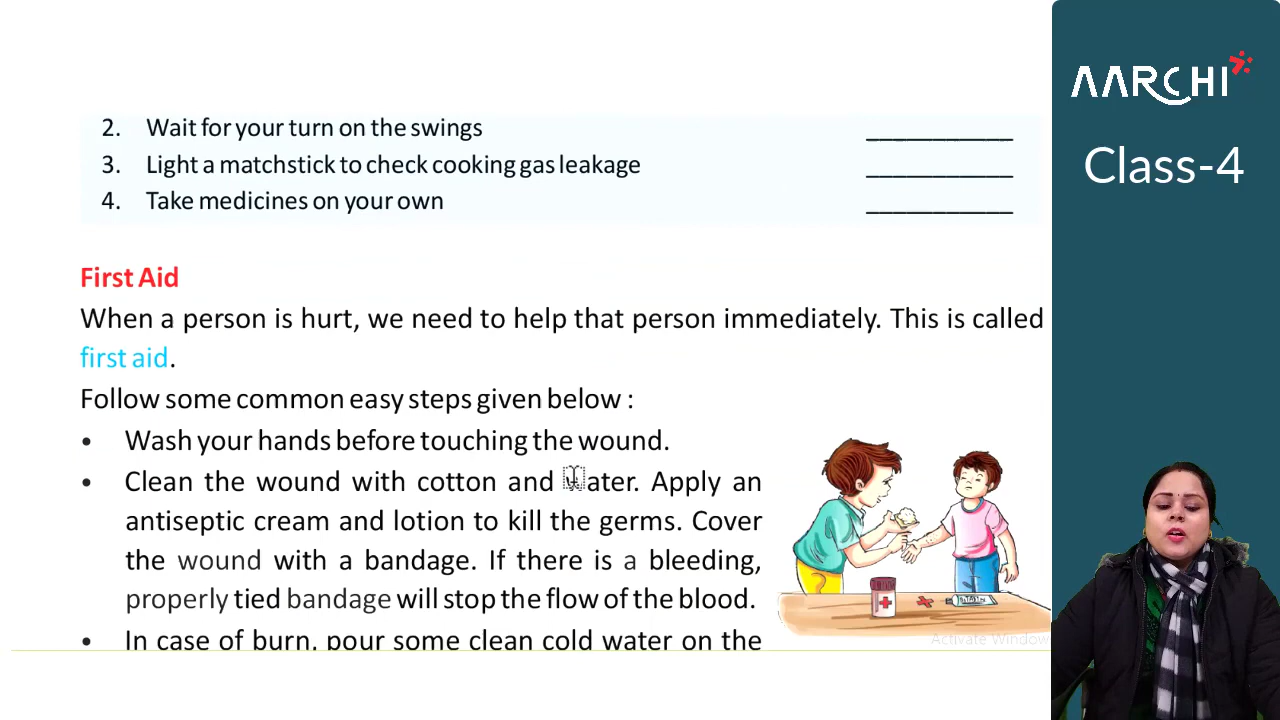 AARCHI
Class-4
2. Wait for your turn on the swings ___________
3. Light a matchstick to check cooking gas leakage ___________
4. Take medicines on your own ___________
First Aid
When a person is hurt, we need to help that person immediately. This is called
first aid.
Follow some common easy steps given below :
• Wash your hands before touching the wound.
• Clean the wound with cotton and water. Apply an
antiseptic cream and lotion to kill the germs. Cover
the wound with a bandage. If there is a bleeding,
properly tied bandage will stop the flow of the blood.
• In case of burn, pour some clean cold water on the
Activate Window